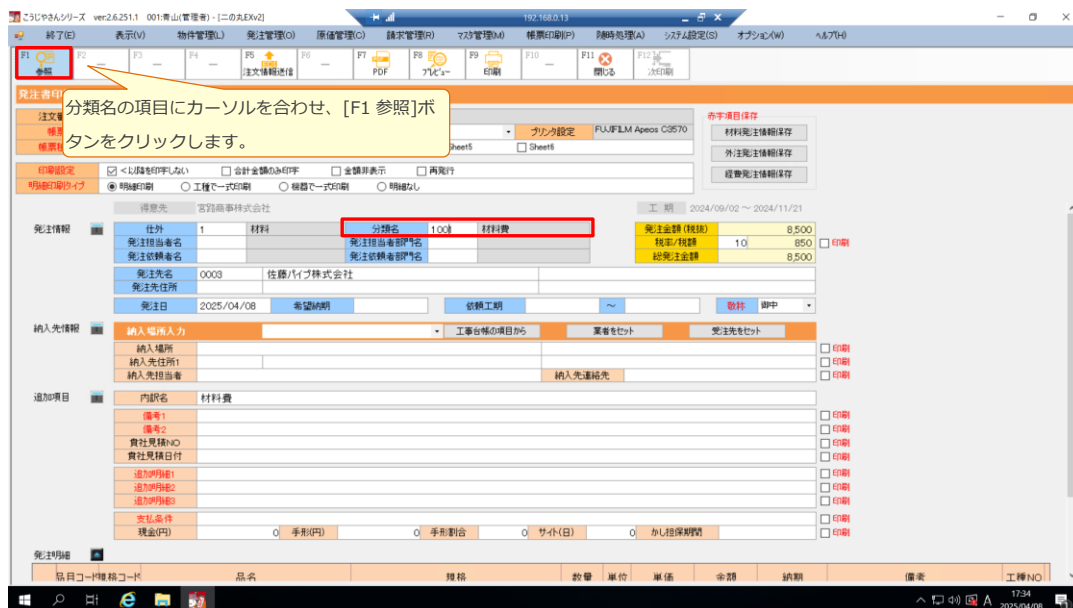 こうじやさんシリーズ ver:2.6.251.1 001:青山(管理者) - [二の丸EXv2]
192.168.0.13
終了(E) 表示(V) 物件管理(L) 発注管理(O) 原価管理(C) 請求管理(R) マスタ管理(M) 帳票印刷(P) 随時処理(A) システム設定(S) オプション(W) ヘルプ(H)
F1 F2 F3 F4 F5 F6 F7 F8 F9 F10 F11 F12
参照 注文情報送信 PDF プレビュー 印刷 閉じる 次印刷
発注書印
分類名の項目にカーソルを合わせ、[F1 参照]ボ
タンをクリックします。
赤字項目保存
プリンタ設定 FUJIFILM Apeos C3570 材料発注情報保存
Sheet5 Sheet6 外注発注情報保存
印刷設定 <以降を印字しない 合計金額のみ印字 金額非表示 再発行 経費発注情報保存
明細印刷タイプ 明細印刷 工種で一式印刷 機器で一式印刷 明細なし
得意先 宮路商事株式会社 工 期 2024/09/02 ～ 2024/11/21
発注情報 仕外 1 材料 分類名 1001 材料費 発注金額(税抜) 8,500
発注担当者名 発注担当者部門名 税率/税額 10 850 印刷
発注依頼者名 発注依頼者部門名 総発注金額 8,500
発注先名 0003 佐藤パイプ株式会社
発注先住所
発注日 2025/04/08 希望納期 依頼工期 ～ 敬称 御中
納入先情報 納入場所入力 工事台帳の項目から 業者をセット 受注先をセット
納入場所 印刷
納入先住所1 印刷
納入先担当者 納入先連絡先 印刷
追加項目 内訳名 材料費
備考1 印刷
備考2 印刷
貴社見積NO 印刷
貴社見積日付 印刷
追加明細1 印刷
追加明細2 印刷
追加明細3 印刷
支払条件 印刷
現金(円) 0 手形(円) 0 手形割合 0 サイト(日) 0 かし担保期間 印刷
発注明細
品目コード 規格コード 品名 規格 数量 単位 単価 金額 納期 備考 工種NO
A 17:34
2025/04/08